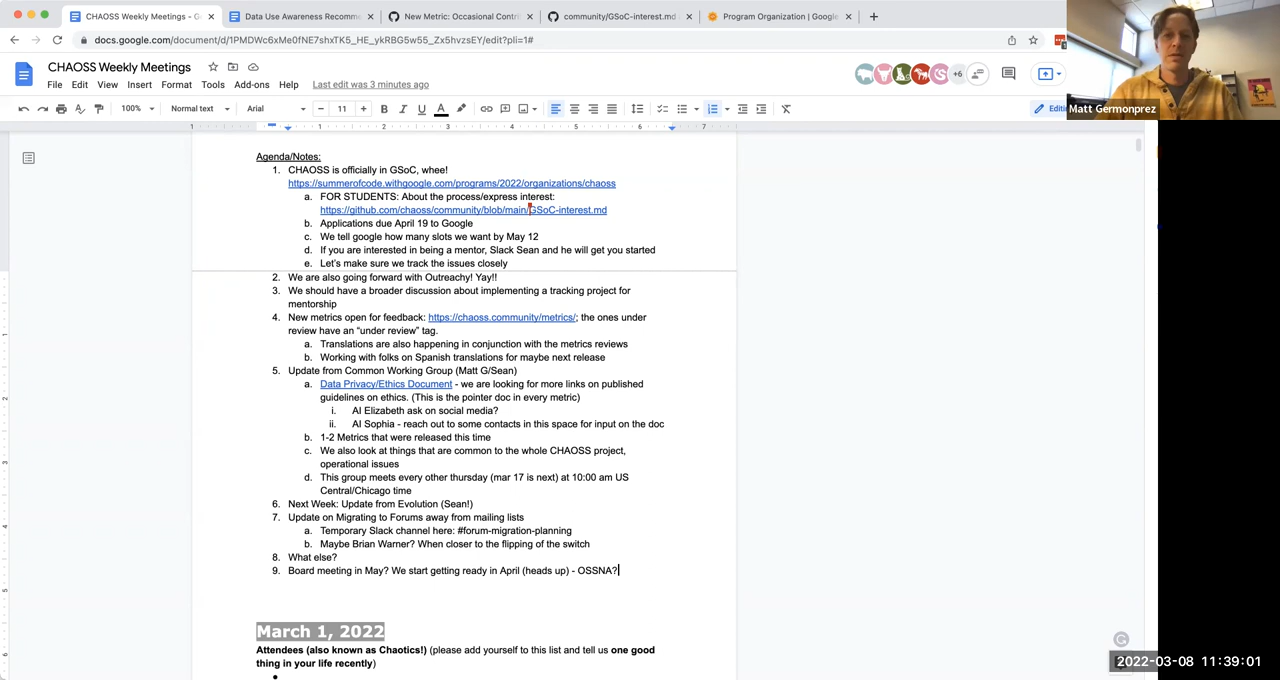 CHAOSS Weekly Meetings - G
Data Use Awareness Recomme
New Metric: Occasional Contri
community/GSoC-interest.md
Program Organization | Google
docs.google.com/document/d/1PMDWc6xMe0fNE7shxTK5_HE_ykRBG5w55_Zx5hvzsEY/edit?pli=1#
CHAOSS Weekly Meetings
File Edit View Insert Format Tools Add-ons Help Last edit was 3 minutes ago
+6
100% Normal text Arial 11
Editi
Matt Germonprez
1 1 2 3 4 5 6 7
Agenda/Notes:
1. CHAOSS is officially in GSoC, whee!
https://summerofcode.withgoogle.com/programs/2022/organizations/chaoss
a. FOR STUDENTS: About the process/express interest:
https://github.com/chaoss/community/blob/main/GSoC-interest.md
b. Applications due April 19 to Google
c. We tell google how many slots we want by May 12
d. If you are interested in being a mentor, Slack Sean and he will get you started
e. Let's make sure we track the issues closely
2. We are also going forward with Outreachy! Yay!!
3. We should have a broader discussion about implementing a tracking project for
mentorship
4. New metrics open for feedback: https://chaoss.community/metrics/; the ones under
review have an "under review" tag.
a. Translations are also happening in conjunction with the metrics reviews
b. Working with folks on Spanish translations for maybe next release
5. Update from Common Working Group (Matt G/Sean)
a. Data Privacy/Ethics Document - we are looking for more links on published
guidelines on ethics. (This is the pointer doc in every metric)
i. AI Elizabeth ask on social media?
ii. AI Sophia - reach out to some contacts in this space for input on the doc
b. 1-2 Metrics that were released this time
c. We also look at things that are common to the whole CHAOSS project,
operational issues
d. This group meets every other thursday (mar 17 is next) at 10:00 am US
Central/Chicago time
6. Next Week: Update from Evolution (Sean!)
7. Update on Migrating to Forums away from mailing lists
a. Temporary Slack channel here: #forum-migration-planning
b. Maybe Brian Warner? When closer to the flipping of the switch
8. What else?
9. Board meeting in May? We start getting ready in April (heads up) - OSSNA?
March 1, 2022
Attendees (also known as Chaotics!) (please add yourself to this list and tell us one good
thing in your life recently)
2022-03-08 11:39:01